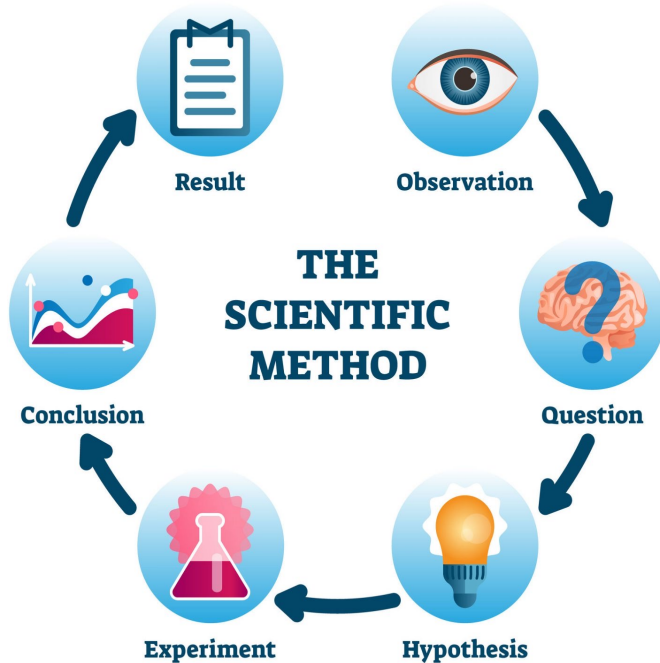 Result
Observation
THE
SCIENTIFIC
METHOD
Conclusion
Question
Experiment
Hypothesis